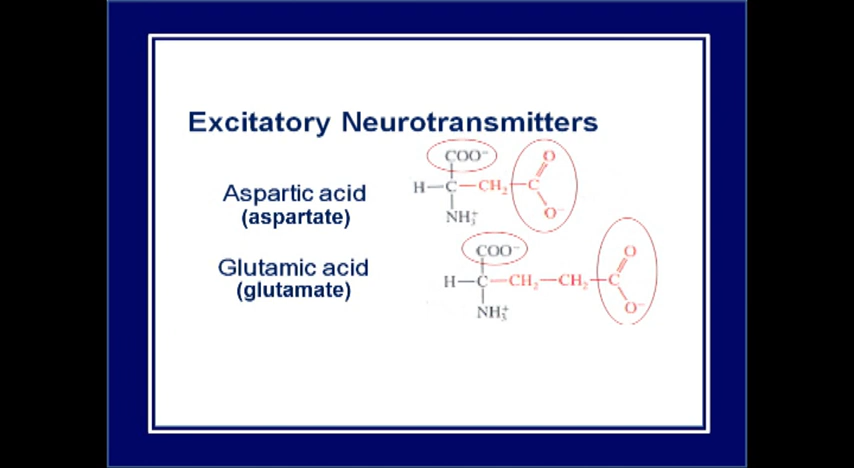 Excitatory Neurotransmitters
Aspartic acid
(aspartate)
COO⁻
H—C—CH₂—C
O
O⁻
NH₃⁺
Glutamic acid
(glutamate)
COO⁻
H—C—CH₂—CH₂—C
O
O⁻
NH₃⁺